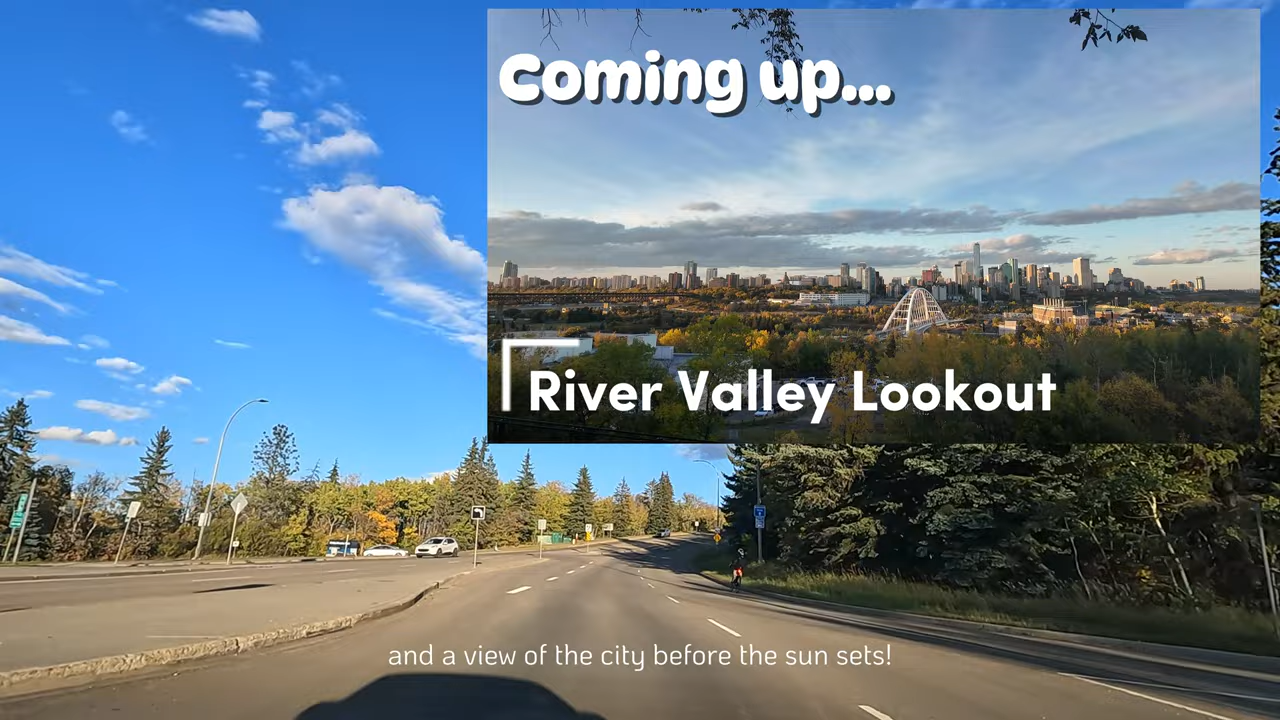 Coming up...
River Valley Lookout
and a view of the city before the sun sets!